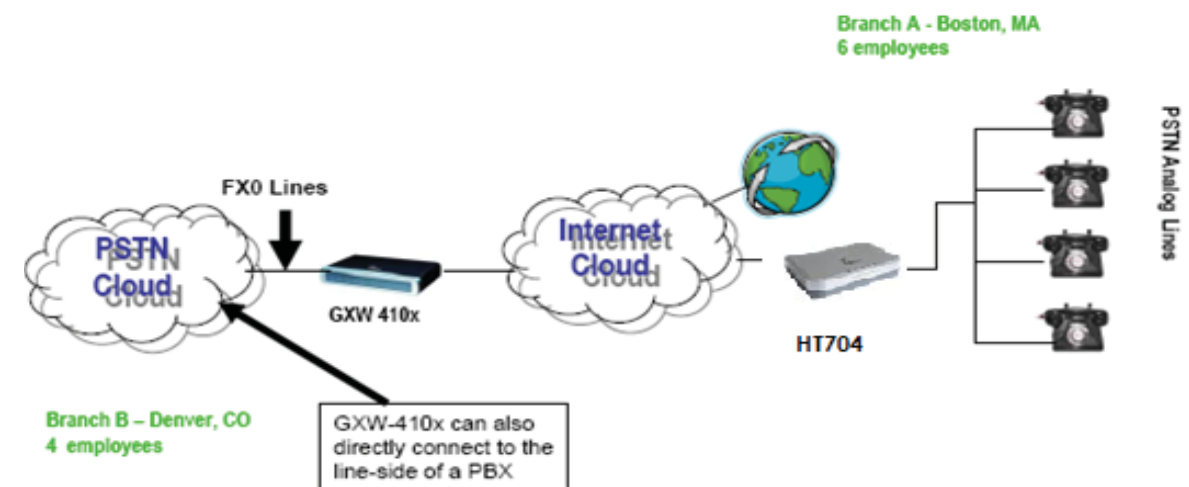 Branch A - Boston, MA
6 employees
PSTN Analog Lines
FX0 Lines
PSTN
Cloud
Internet
Cloud
GXW 410x
HT704
Branch B – Denver, CO
4 employees
GXW-410x can also
directly connect to the
line-side of a PBX